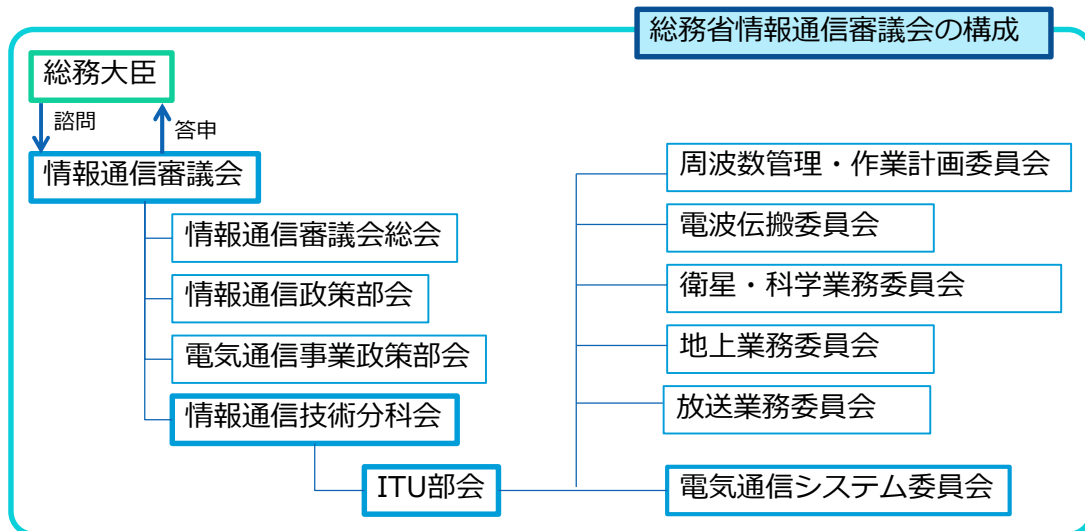 総務省情報通信審議会の構成
総務大臣
諮問
答申
情報通信審議会
情報通信審議会総会
情報通信政策部会
電気通信事業政策部会
情報通信技術分科会
ITU部会
周波数管理・作業計画委員会
電波伝搬委員会
衛星・科学業務委員会
地上業務委員会
放送業務委員会
電気通信システム委員会